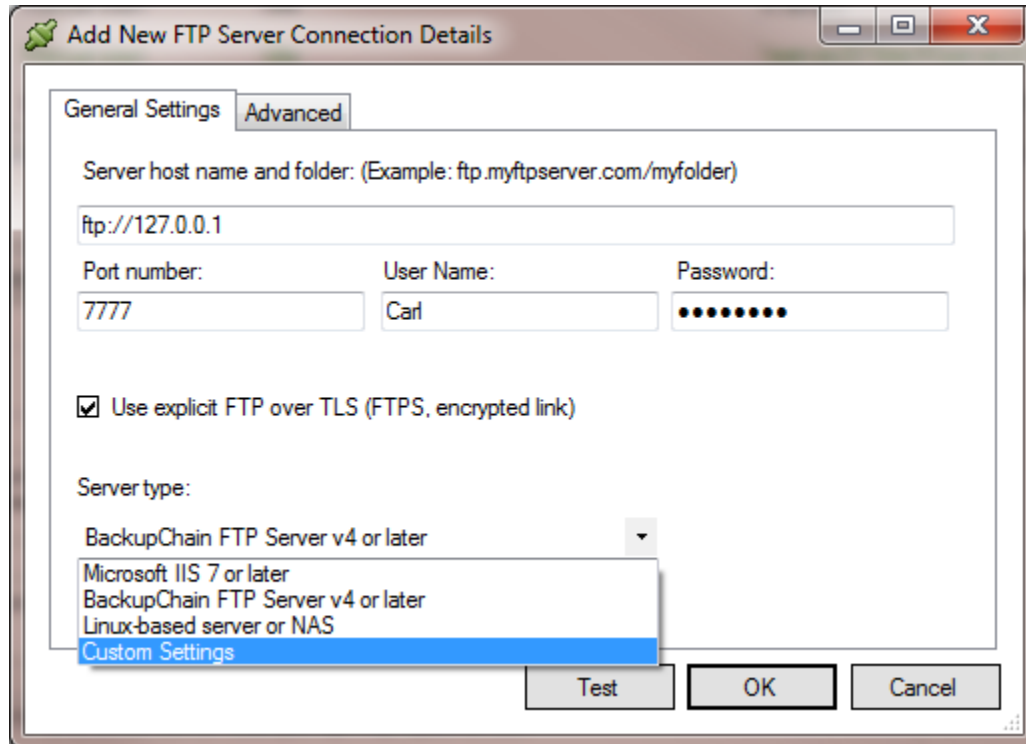 Add New FTP Server Connection Details
General Settings Advanced
Server host name and folder: (Example: ftp.myftpserver.com/myfolder)
ftp://127.0.0.1
Port number: User Name: Password:
7777 Carl ●●●●●●●●
Use explicit FTP over TLS (FTPS, encrypted link)
Server type:
BackupChain FTP Server v4 or later
Microsoft IIS 7 or later
BackupChain FTP Server v4 or later
Linux-based server or NAS
Custom Settings
Test OK Cancel